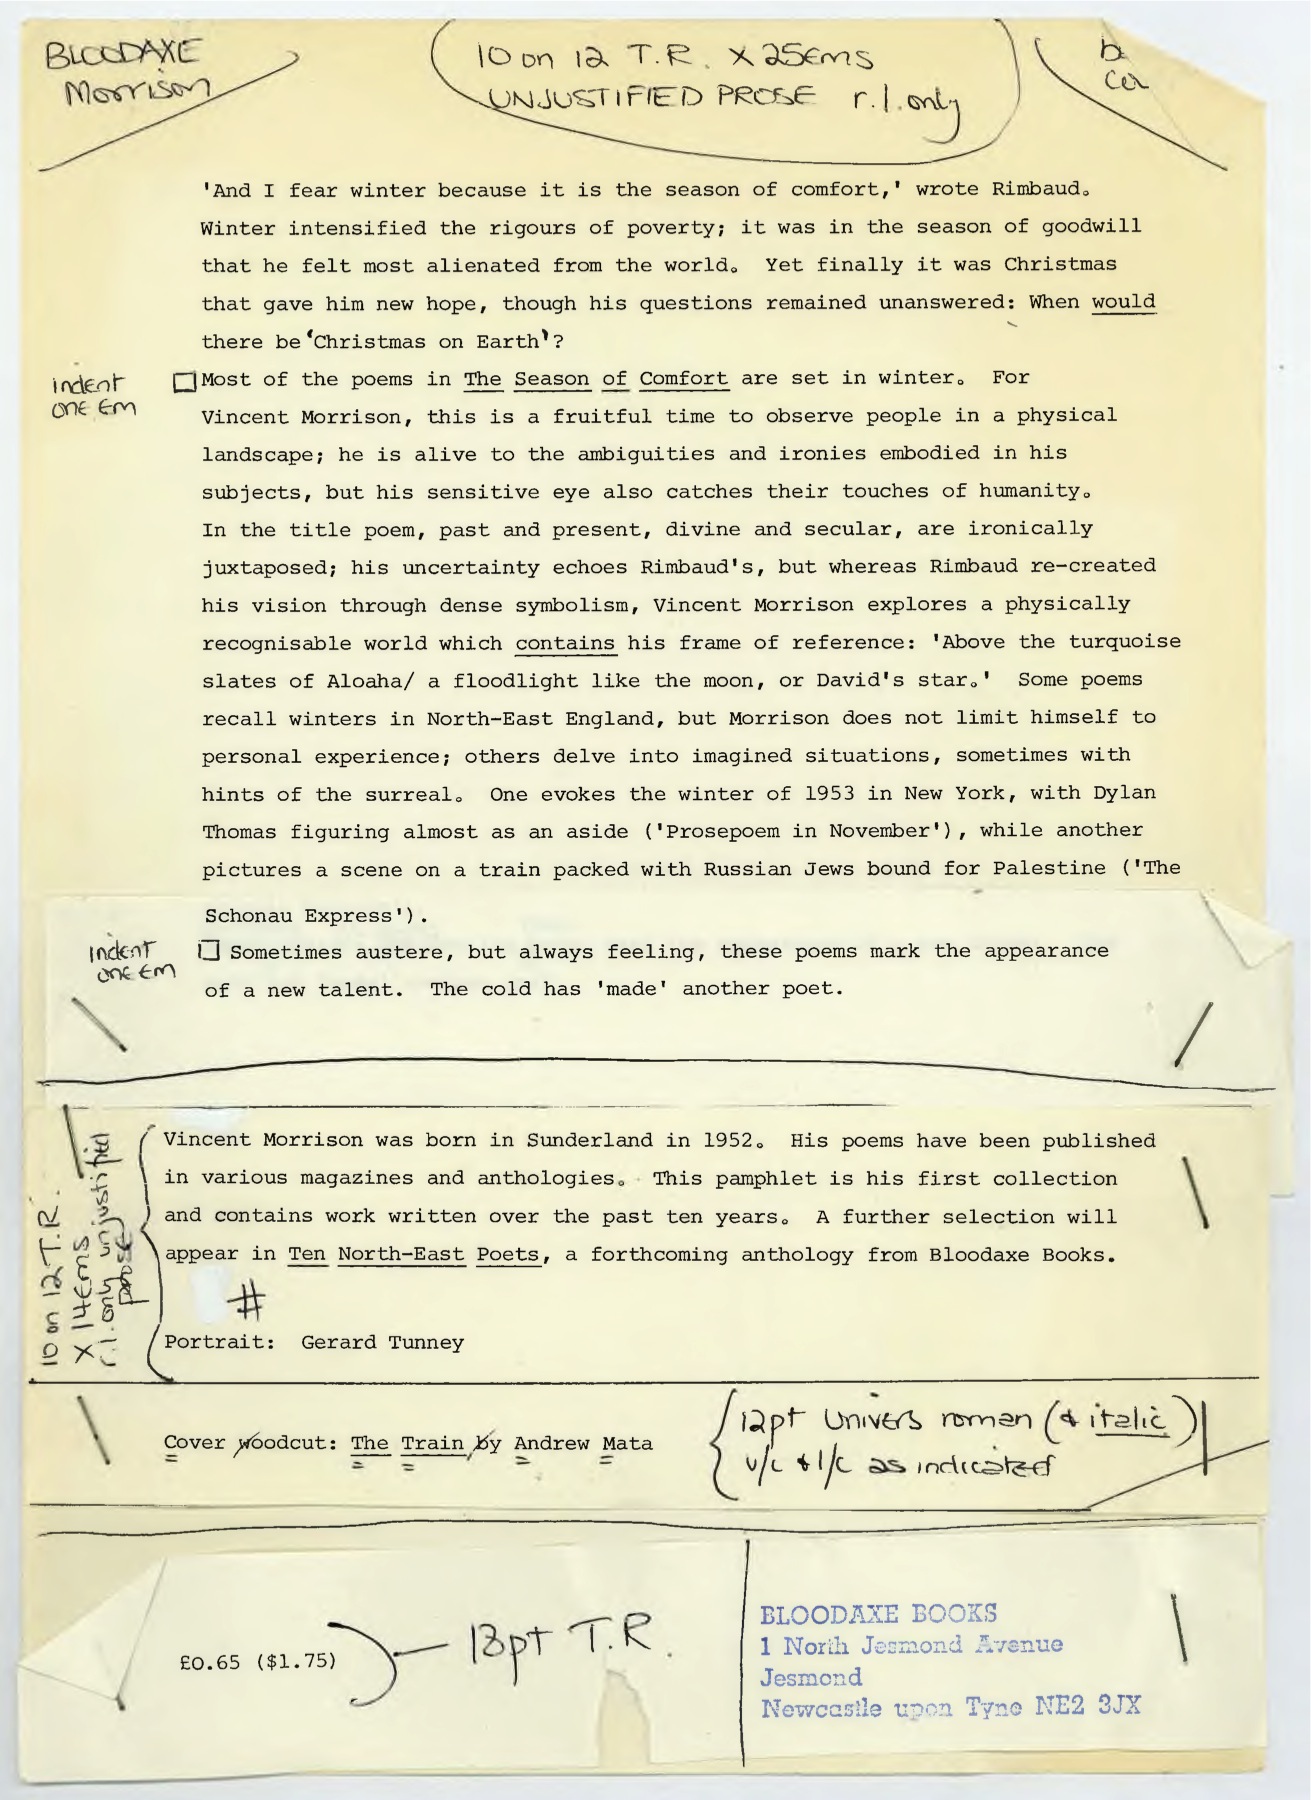 BLOODAXE
Morrison
10 on 12 T.R. X 25Ems
UNJUSTIFIED PROSE r.l. only
'And I fear winter because it is the season of comfort,' wrote Rimbaud.
Winter intensified the rigours of poverty; it was in the season of goodwill
that he felt most alienated from the world. Yet finally it was Christmas
that gave him new hope, though his questions remained unanswered: When would
there be 'Christmas on Earth'?
indent
one Em
Most of the poems in The Season of Comfort are set in winter. For
Vincent Morrison, this is a fruitful time to observe people in a physical
landscape; he is alive to the ambiguities and ironies embodied in his
subjects, but his sensitive eye also catches their touches of humanity.
In the title poem, past and present, divine and secular, are ironically
juxtaposed; his uncertainty echoes Rimbaud's, but whereas Rimbaud re-created
his vision through dense symbolism, Vincent Morrison explores a physically
recognisable world which contains his frame of reference: 'Above the turquoise
slates of Aloaha/ a floodlight like the moon, or David's star.' Some poems
recall winters in North-East England, but Morrison does not limit himself to
personal experience; others delve into imagined situations, sometimes with
hints of the surreal. One evokes the winter of 1953 in New York, with Dylan
Thomas figuring almost as an aside ('Prosepoem in November'), while another
pictures a scene on a train packed with Russian Jews bound for Palestine ('The
Schonau Express').
indent
one Em
Sometimes austere, but always feeling, these poems mark the appearance
of a new talent. The cold has 'made' another poet.
10 on 12 T.R.
X 14Ems
r.l. only unjustified
prose
Vincent Morrison was born in Sunderland in 1952. His poems have been published
in various magazines and anthologies. This pamphlet is his first collection
and contains work written over the past ten years. A further selection will
appear in Ten North-East Poets, a forthcoming anthology from Bloodaxe Books.
#
Portrait: Gerard Tunney
Cover woodcut: The Train by Andrew Mata
12pt Univers roman (& italic)
u/c & l/c as indicated
£0.65 ($1.75)
18pt T.R.
BLOODAXE BOOKS
1 North Jesmond Avenue
Jesmond
Newcastle upon Tyne NE2 3JX